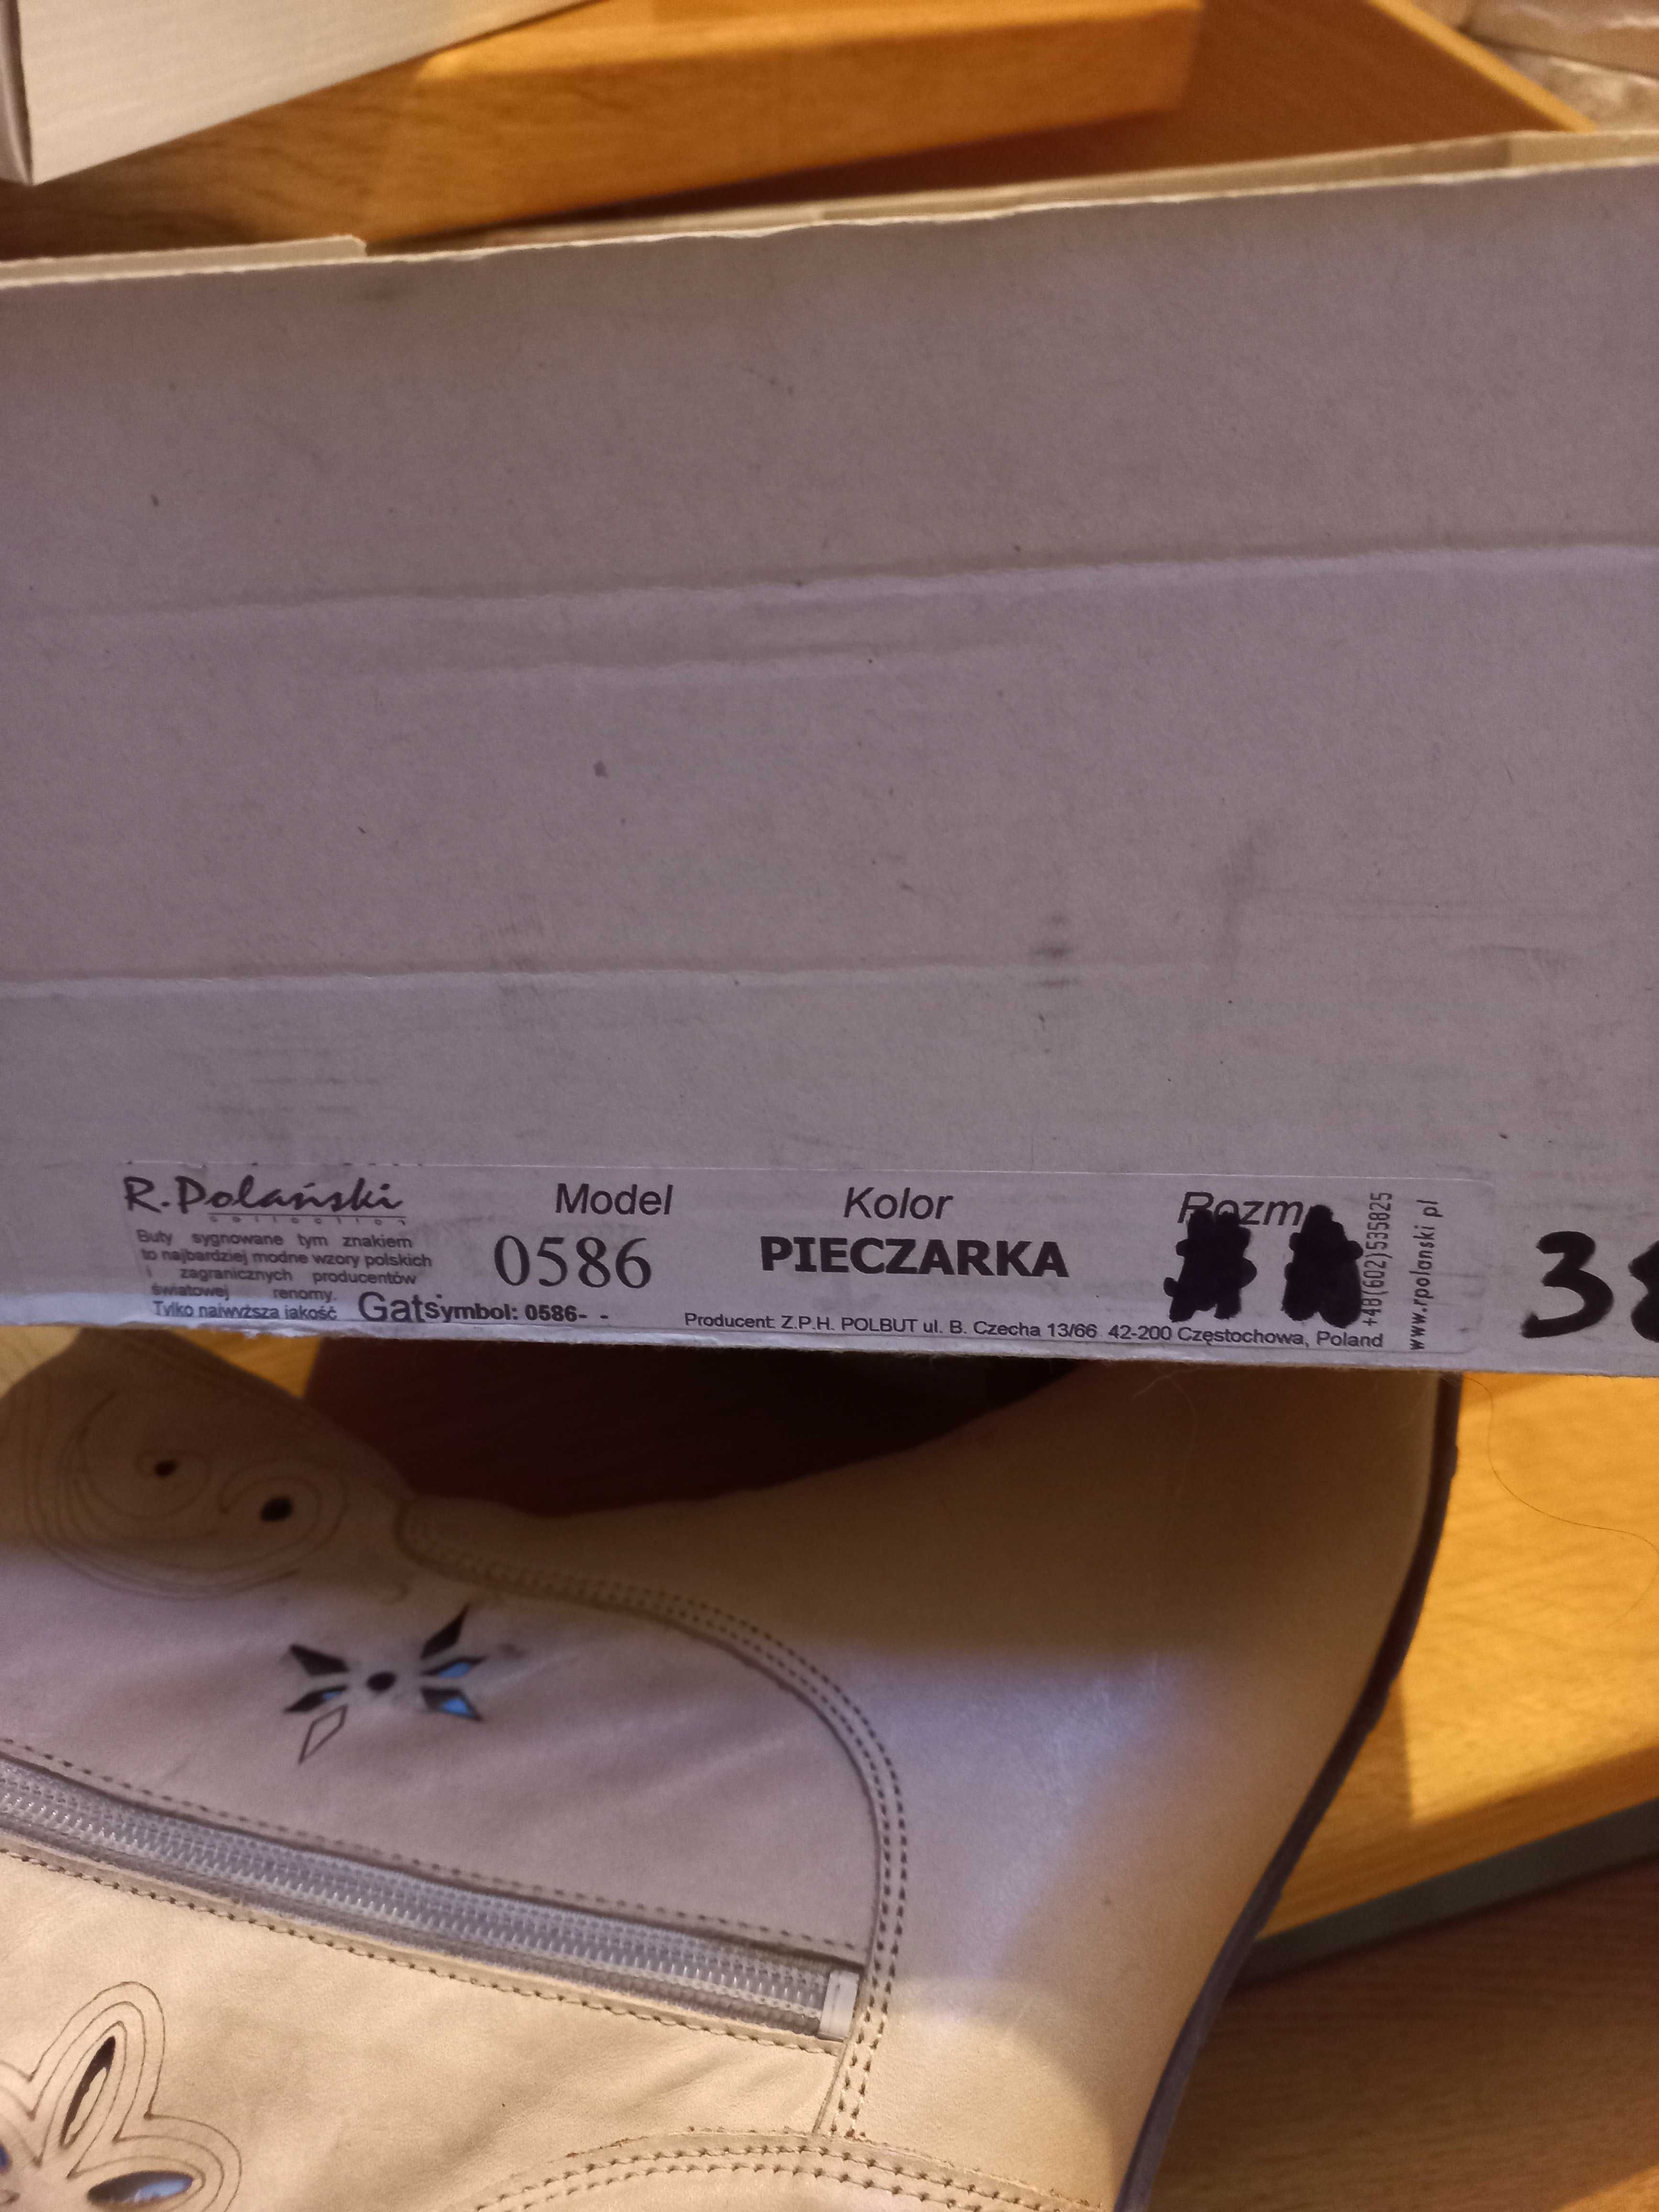 R.Polański
collection
Buty sygnowane tym znakiem
to najbardziej modne wzory polskich
i zagranicznych producentów
światowej renomy.
Tylko najwyższa jakość
Model
0586
Kolor
PIECZARKA
Rozm.
Gat
Symbol: 0586- -
Producent: Z.P.H. POLBUT ul. B. Czecha 13/66 42-200 Częstochowa, Poland
+48(602)535825
www.rpolanski.pl
38